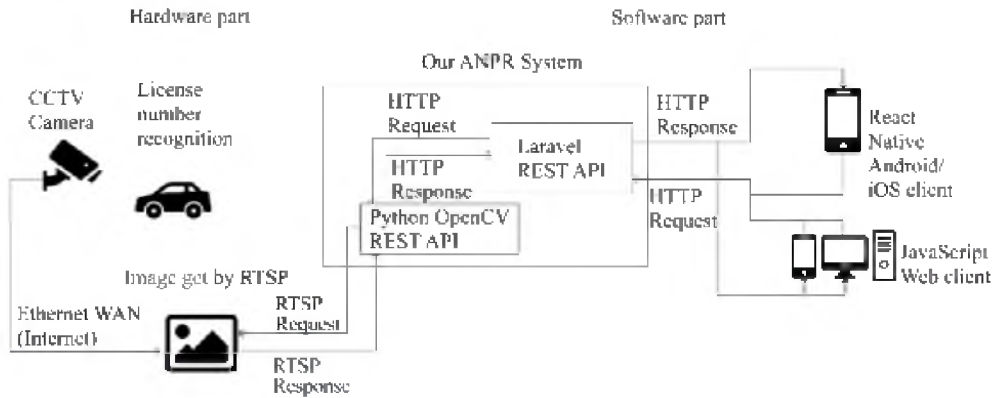 Hardware part
Software part
Our ANPR System
CCTV
Camera
License
number
recognition
HTTP
Request
HTTP
Response
Laravel
REST API
HTTP
Response
HTTP
Request
React
Native
Android/
iOS client
Python OpenCV
REST API
JavaScript
Web client
Image get by RTSP
Ethernet WAN
(Internet)
RTSP
Request
RTSP
Response